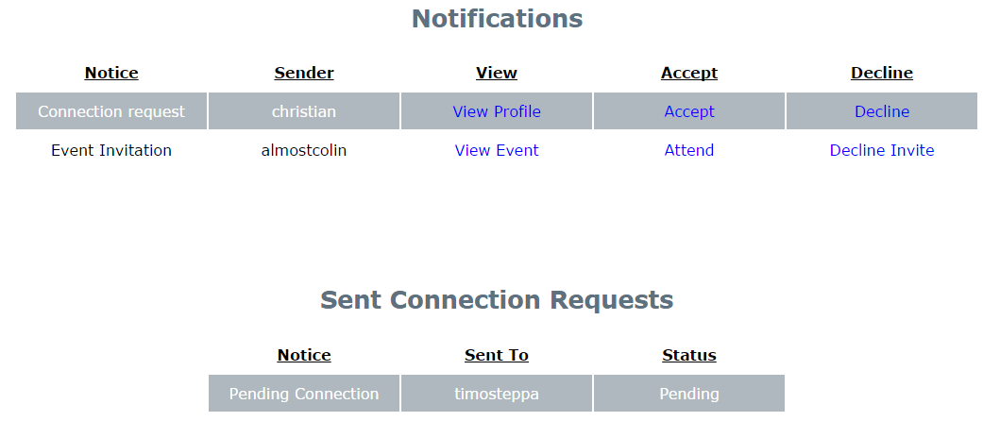 Notifications
Notice Sender View Accept Decline
Connection request christian View Profile Accept Decline
Event Invitation almostcolin View Event Attend Decline Invite
Sent Connection Requests
Notice Sent To Status
Pending Connection timosteppa Pending